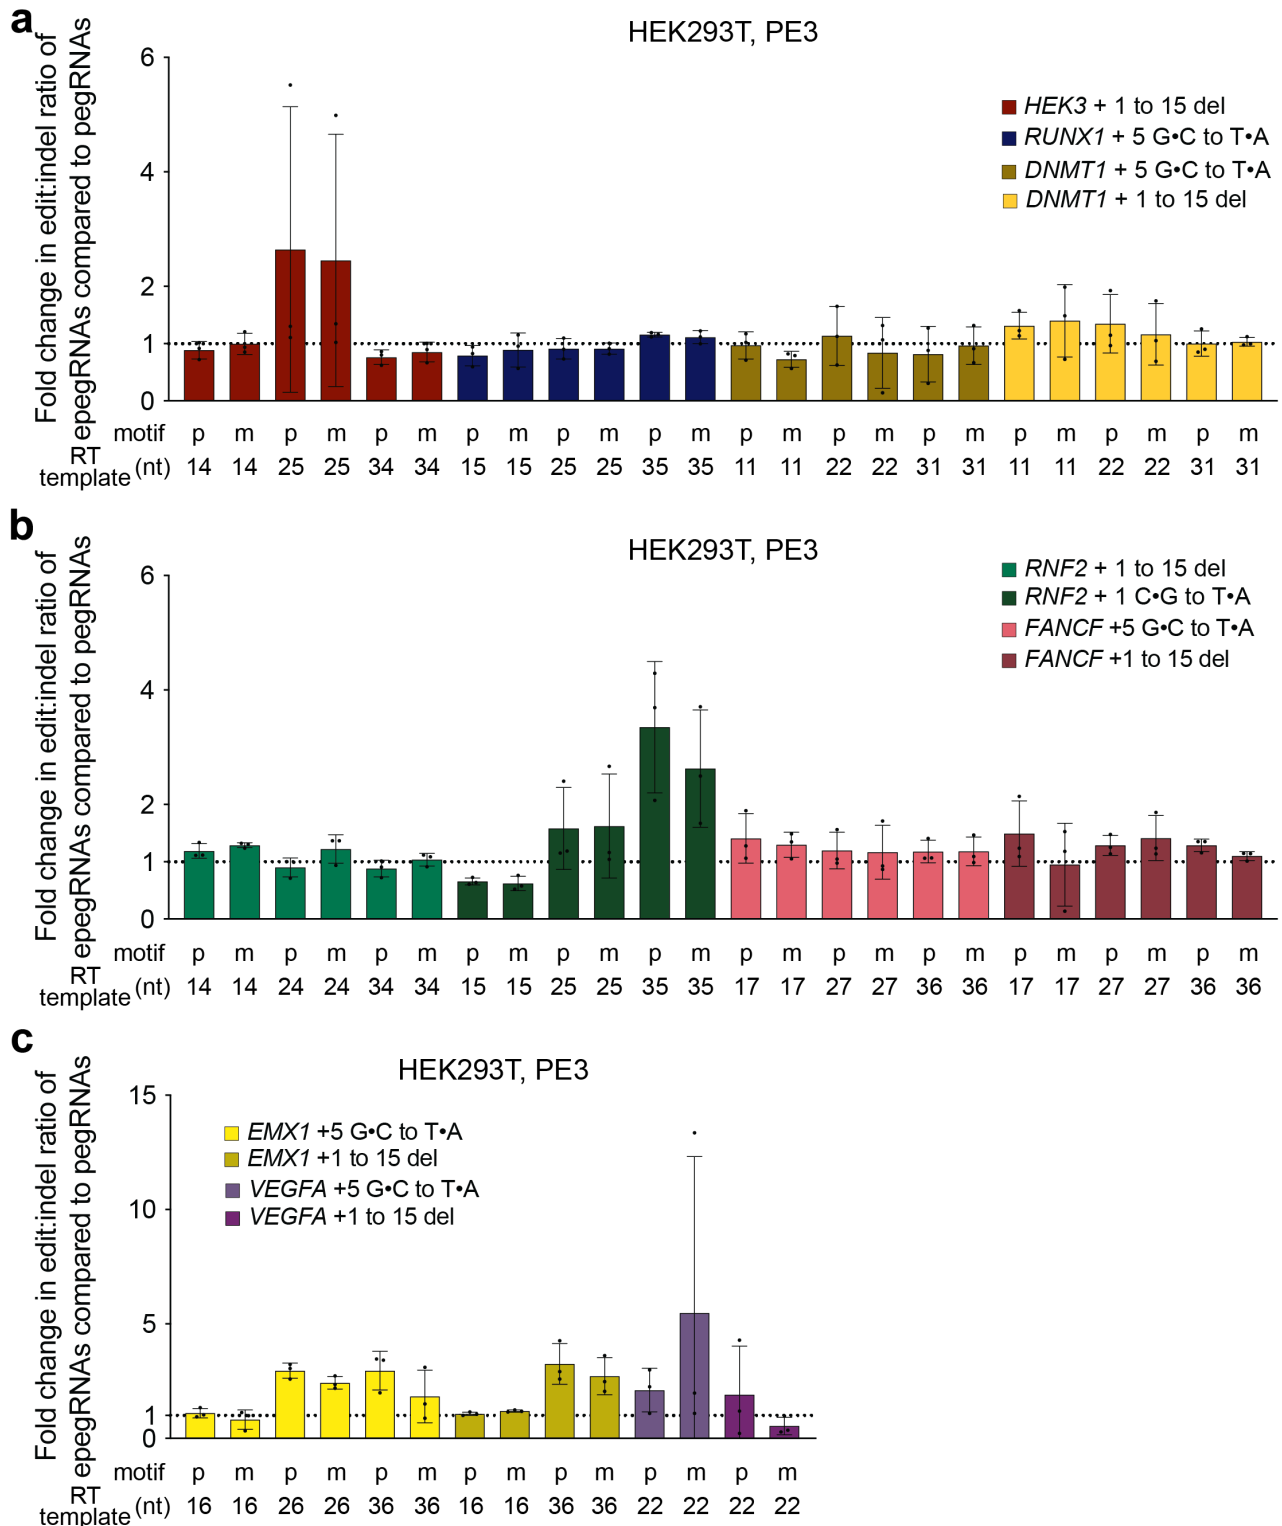 a
HEK293T, PE3
Fold change in edit:indel ratio of
epegRNAs compared to pegRNAs
6
4
2
1
0
HEK3 + 1 to 15 del
RUNX1 + 5 G•C to T•A
DNMT1 + 5 G•C to T•A
DNMT1 + 1 to 15 del
motif p m p m p m p m p m p m p m p m p m p m p m p m
RT
template (nt) 14 14 25 25 34 34 15 15 25 25 35 35 11 11 22 22 31 31 11 11 22 22 31 31
b
HEK293T, PE3
Fold change in edit:indel ratio of
epegRNAs compared to pegRNAs
6
4
2
1
0
RNF2 + 1 to 15 del
RNF2 + 1 C•G to T•A
FANCF +5 G•C to T•A
FANCF +1 to 15 del
motif p m p m p m p m p m p m p m p m p m p m p m p m
RT
template (nt) 14 14 24 24 34 34 15 15 25 25 35 35 17 17 27 27 36 36 17 17 27 27 36 36
c
HEK293T, PE3
Fold change in edit:indel ratio of
epegRNAs compared to pegRNAs
15
10
5
1
0
EMX1 +5 G•C to T•A
EMX1 +1 to 15 del
VEGFA +5 G•C to T•A
VEGFA +1 to 15 del
motif p m p m p m p m p m p m p m
RT
template (nt) 16 16 26 26 36 36 16 16 36 36 22 22 22 22